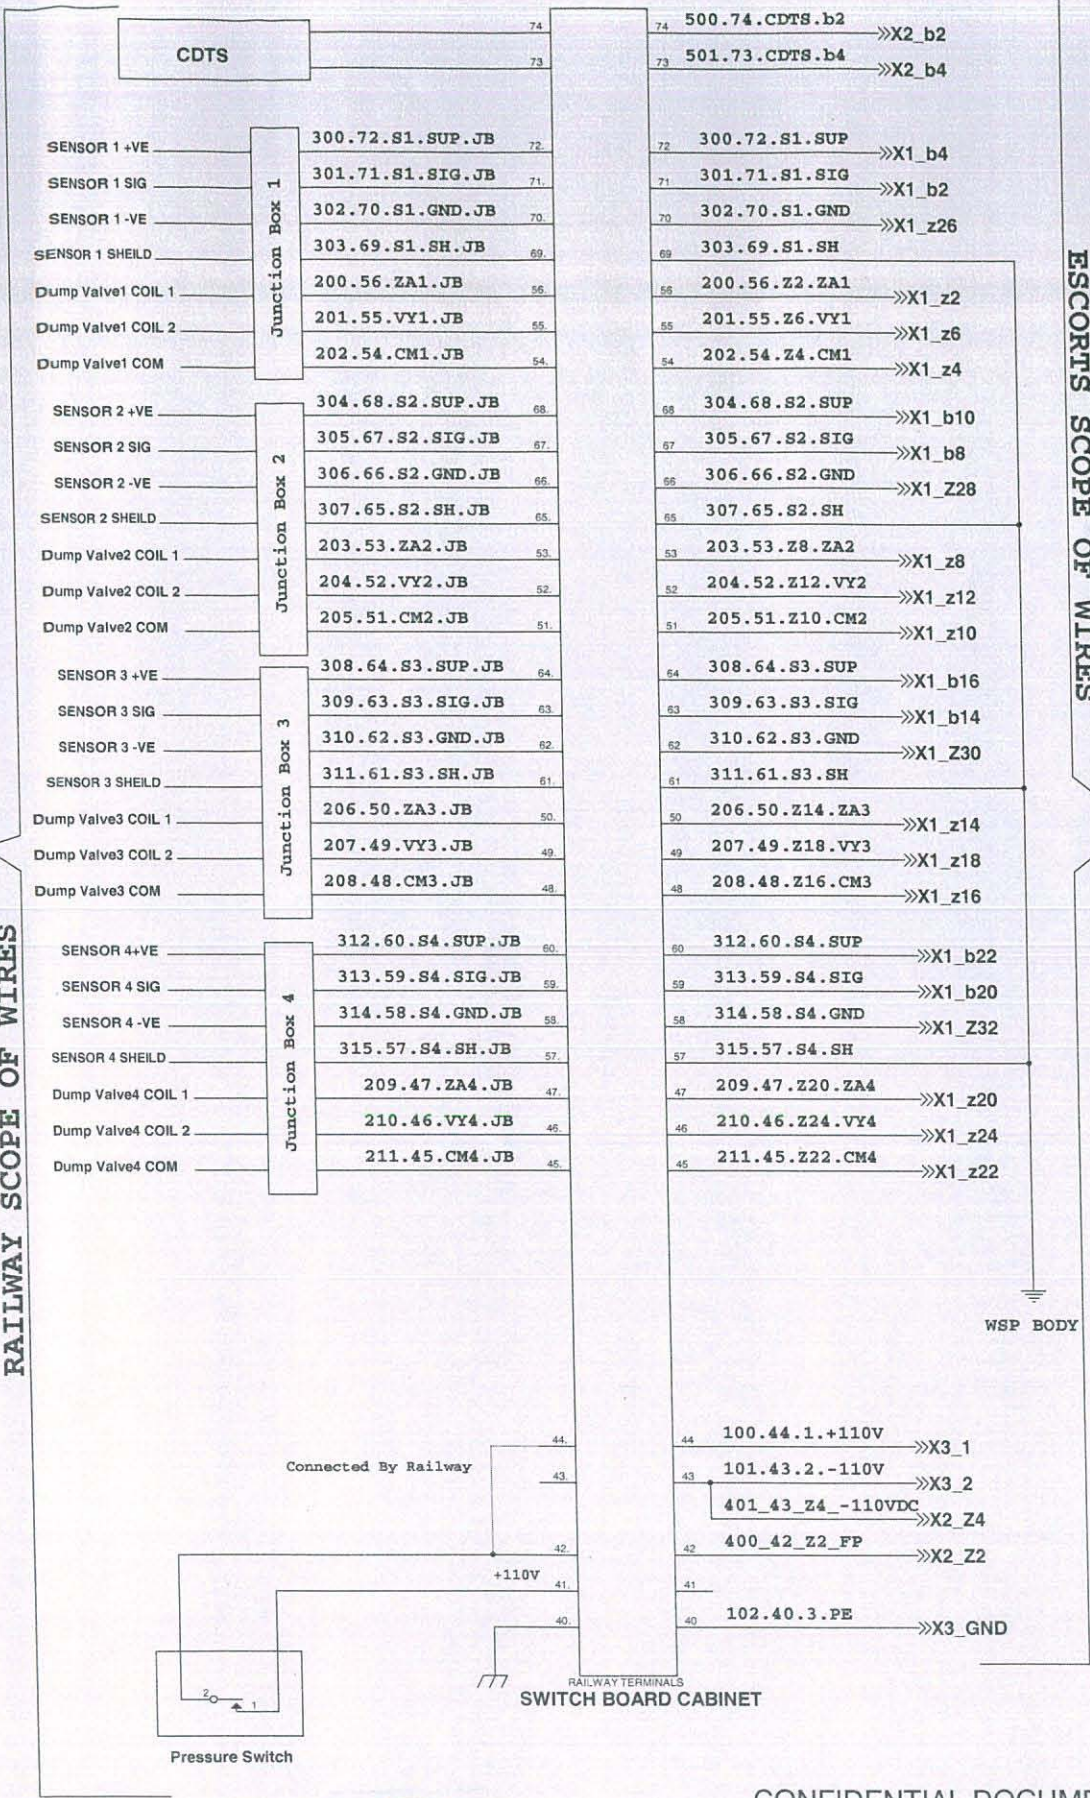 74 74 500.74.CDTS.b2 X2_b2
CDTS 73 73 501.73.CDTS.b4 X2_b4
Junction Box 1
SENSOR 1 +VE 300.72.S1.SUP.JB 72. 72 300.72.S1.SUP X1_b4
SENSOR 1 SIG 301.71.S1.SIG.JB 71. 71 301.71.S1.SIG X1_b2
SENSOR 1 -VE 302.70.S1.GND.JB 70. 70 302.70.S1.GND X1_z26
SENSOR 1 SHEILD 303.69.S1.SH.JB 69. 69 303.69.S1.SH
Dump Valve1 COIL 1 200.56.ZA1.JB 56. 56 200.56.Z2.ZA1 X1_z2
Dump Valve1 COIL 2 201.55.VY1.JB 55. 55 201.55.Z6.VY1 X1_z6
Dump Valve1 COM 202.54.CM1.JB 54. 54 202.54.Z4.CM1 X1_z4
Junction Box 2
SENSOR 2 +VE 304.68.S2.SUP.JB 68. 68 304.68.S2.SUP X1_b10
SENSOR 2 SIG 305.67.S2.SIG.JB 67. 67 305.67.S2.SIG X1_b8
SENSOR 2 -VE 306.66.S2.GND.JB 66. 66 306.66.S2.GND X1_Z28
SENSOR 2 SHEILD 307.65.S2.SH.JB 65. 65 307.65.S2.SH
Dump Valve2 COIL 1 203.53.ZA2.JB 53. 53 203.53.Z8.ZA2 X1_z8
Dump Valve2 COIL 2 204.52.VY2.JB 52. 52 204.52.Z12.VY2 X1_z12
Dump Valve2 COM 205.51.CM2.JB 51. 51 205.51.Z10.CM2 X1_z10
Junction Box 3
SENSOR 3 +VE 308.64.S3.SUP.JB 64. 64 308.64.S3.SUP X1_b16
SENSOR 3 SIG 309.63.S3.SIG.JB 63. 63 309.63.S3.SIG X1_b14
SENSOR 3 -VE 310.62.S3.GND.JB 62. 62 310.62.S3.GND X1_Z30
SENSOR 3 SHEILD 311.61.S3.SH.JB 61. 61 311.61.S3.SH
Dump Valve3 COIL 1 206.50.ZA3.JB 50. 50 206.50.Z14.ZA3 X1_z14
Dump Valve3 COIL 2 207.49.VY3.JB 49. 49 207.49.Z18.VY3 X1_z18
Dump Valve3 COM 208.48.CM3.JB 48. 48 208.48.Z16.CM3 X1_z16
Junction Box 4
SENSOR 4+VE 312.60.S4.SUP.JB 60. 60 312.60.S4.SUP X1_b22
SENSOR 4 SIG 313.59.S4.SIG.JB 59. 59 313.59.S4.SIG X1_b20
SENSOR 4 -VE 314.58.S4.GND.JB 58. 58 314.58.S4.GND X1_Z32
SENSOR 4 SHEILD 315.57.S4.SH.JB 57. 57 315.57.S4.SH
Dump Valve4 COIL 1 209.47.ZA4.JB 47. 47 209.47.Z20.ZA4 X1_z20
Dump Valve4 COIL 2 210.46.VY4.JB 46. 46 210.46.Z24.VY4 X1_z24
Dump Valve4 COM 211.45.CM4.JB 45. 45 211.45.Z22.CM4 X1_z22
RAILWAY SCOPE OF WIRES
ESCORTS SCOPE OF WIRES
WSP BODY
44. 44 100.44.1.+110V X3_1
Connected By Railway
43. 43 101.43.2.-110V X3_2
401_43_Z4_-110VDC X2_Z4
42. 42 400_42_Z2_FP X2_Z2
+110V 41. 41
40. 40 102.40.3.PE X3_GND
2 1
Pressure Switch
RAILWAY TERMINALS
SWITCH BOARD CABINET